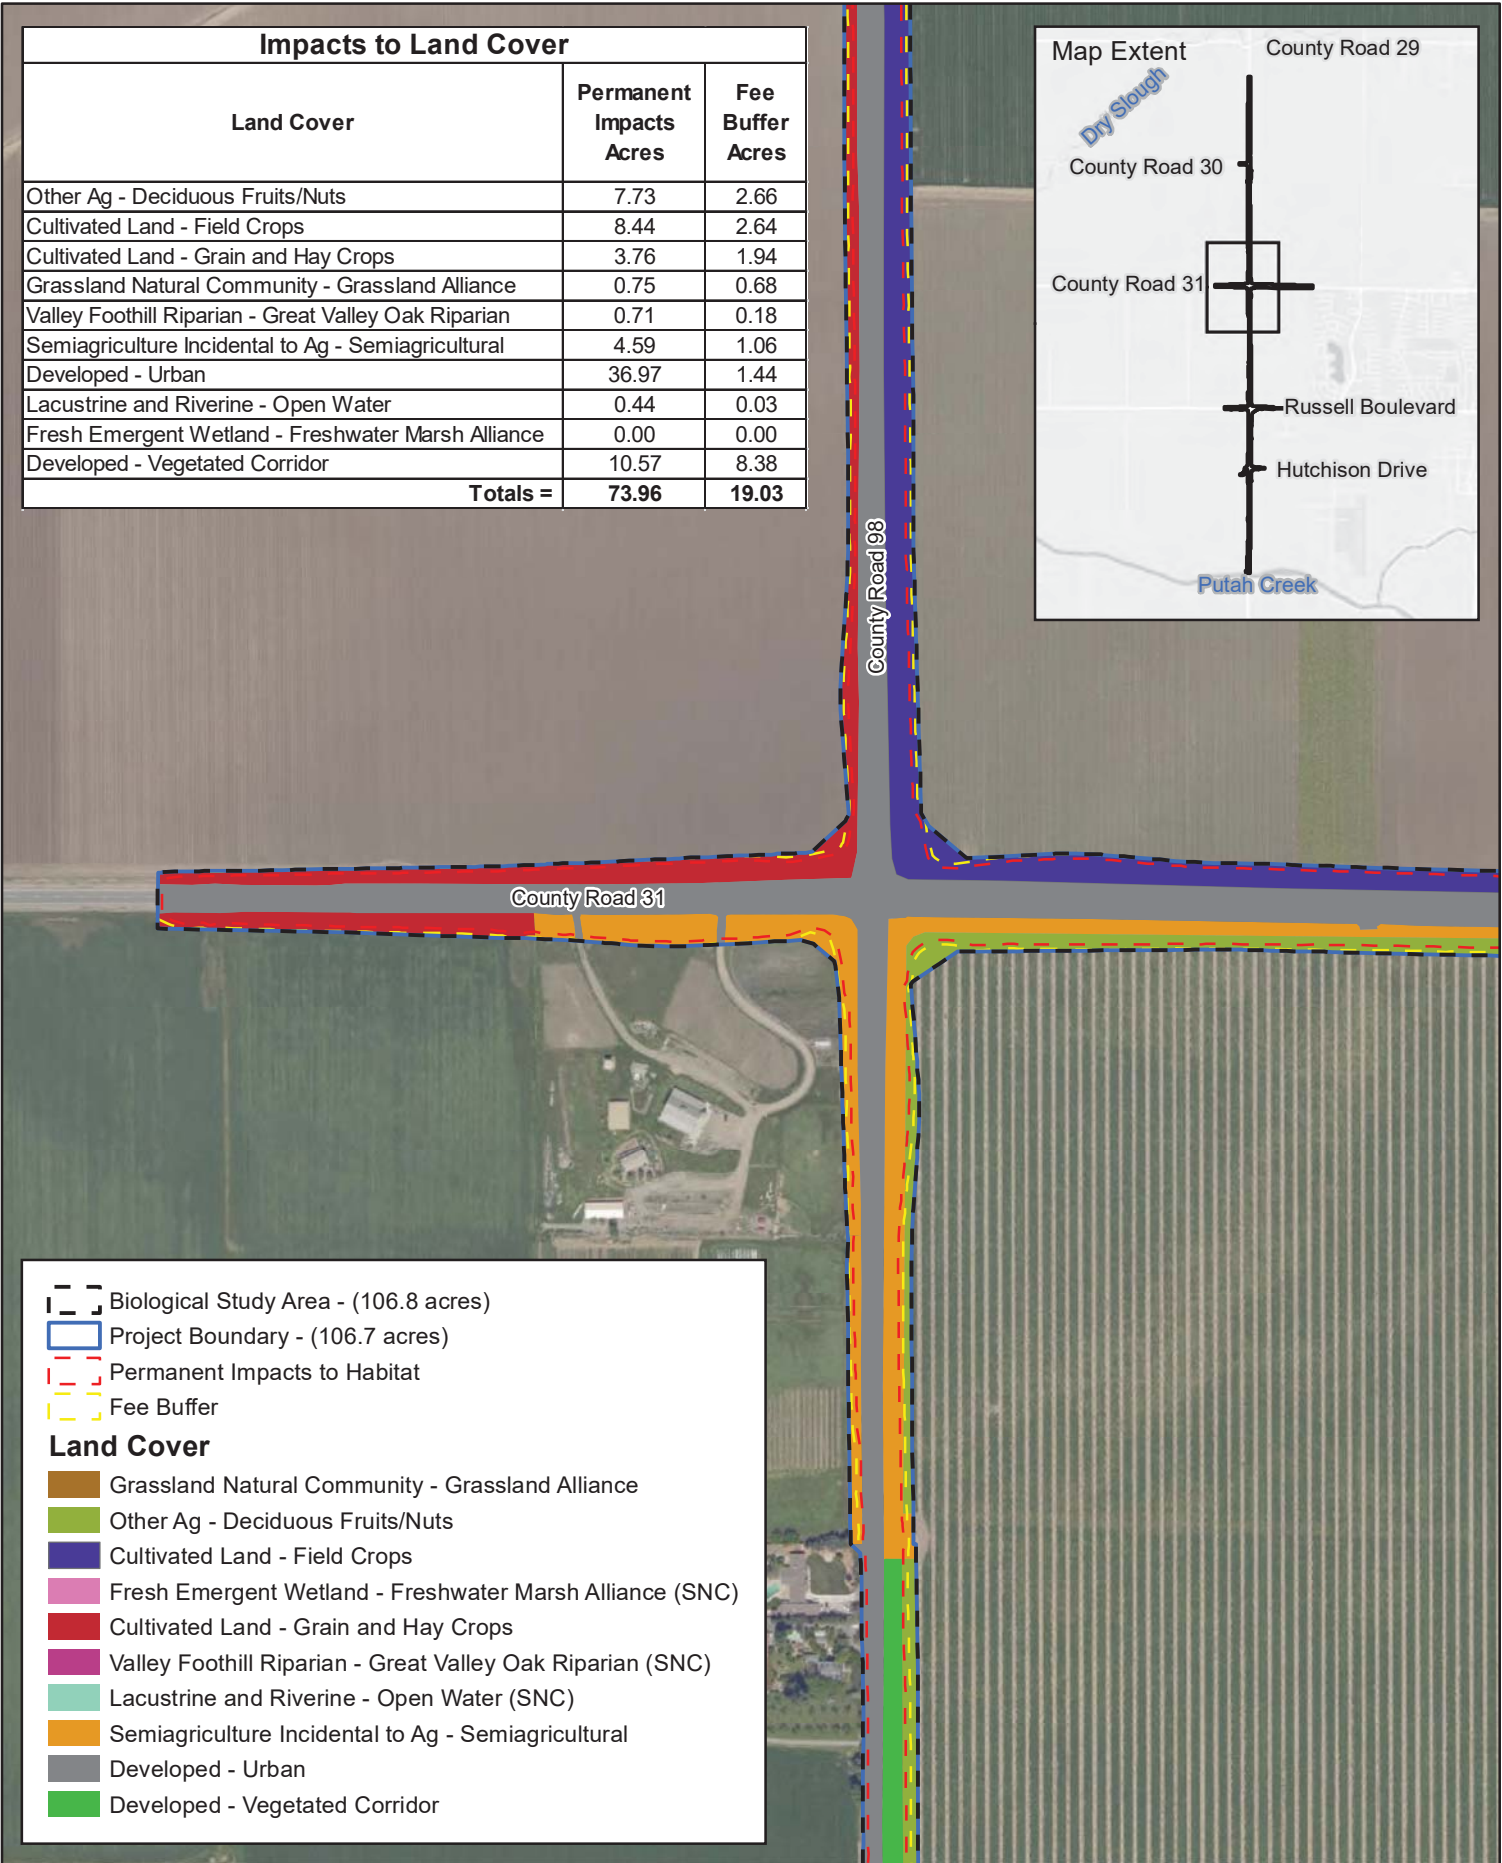 Impacts to Land Cover
Land Cover
Permanent Impacts Acres
Fee Buffer Acres
Other Ag - Deciduous Fruits/Nuts 7.73 2.66
Cultivated Land - Field Crops 8.44 2.64
Cultivated Land - Grain and Hay Crops 3.76 1.94
Grassland Natural Community - Grassland Alliance 0.75 0.68
Valley Foothill Riparian - Great Valley Oak Riparian 0.71 0.18
Semiagriculture Incidental to Ag - Semiagricultural 4.59 1.06
Developed - Urban 36.97 1.44
Lacustrine and Riverine - Open Water 0.44 0.03
Fresh Emergent Wetland - Freshwater Marsh Alliance 0.00 0.00
Developed - Vegetated Corridor 10.57 8.38
Totals = 73.96 19.03
Map Extent
County Road 29
Dry Slough
County Road 30
County Road 31
Russell Boulevard
Hutchison Drive
Putah Creek
County Road 98
County Road 31
Biological Study Area - (106.8 acres)
Project Boundary - (106.7 acres)
Permanent Impacts to Habitat
Fee Buffer
Land Cover
Grassland Natural Community - Grassland Alliance
Other Ag - Deciduous Fruits/Nuts
Cultivated Land - Field Crops
Fresh Emergent Wetland - Freshwater Marsh Alliance (SNC)
Cultivated Land - Grain and Hay Crops
Valley Foothill Riparian - Great Valley Oak Riparian (SNC)
Lacustrine and Riverine - Open Water (SNC)
Semiagriculture Incidental to Ag - Semiagricultural
Developed - Urban
Developed - Vegetated Corridor